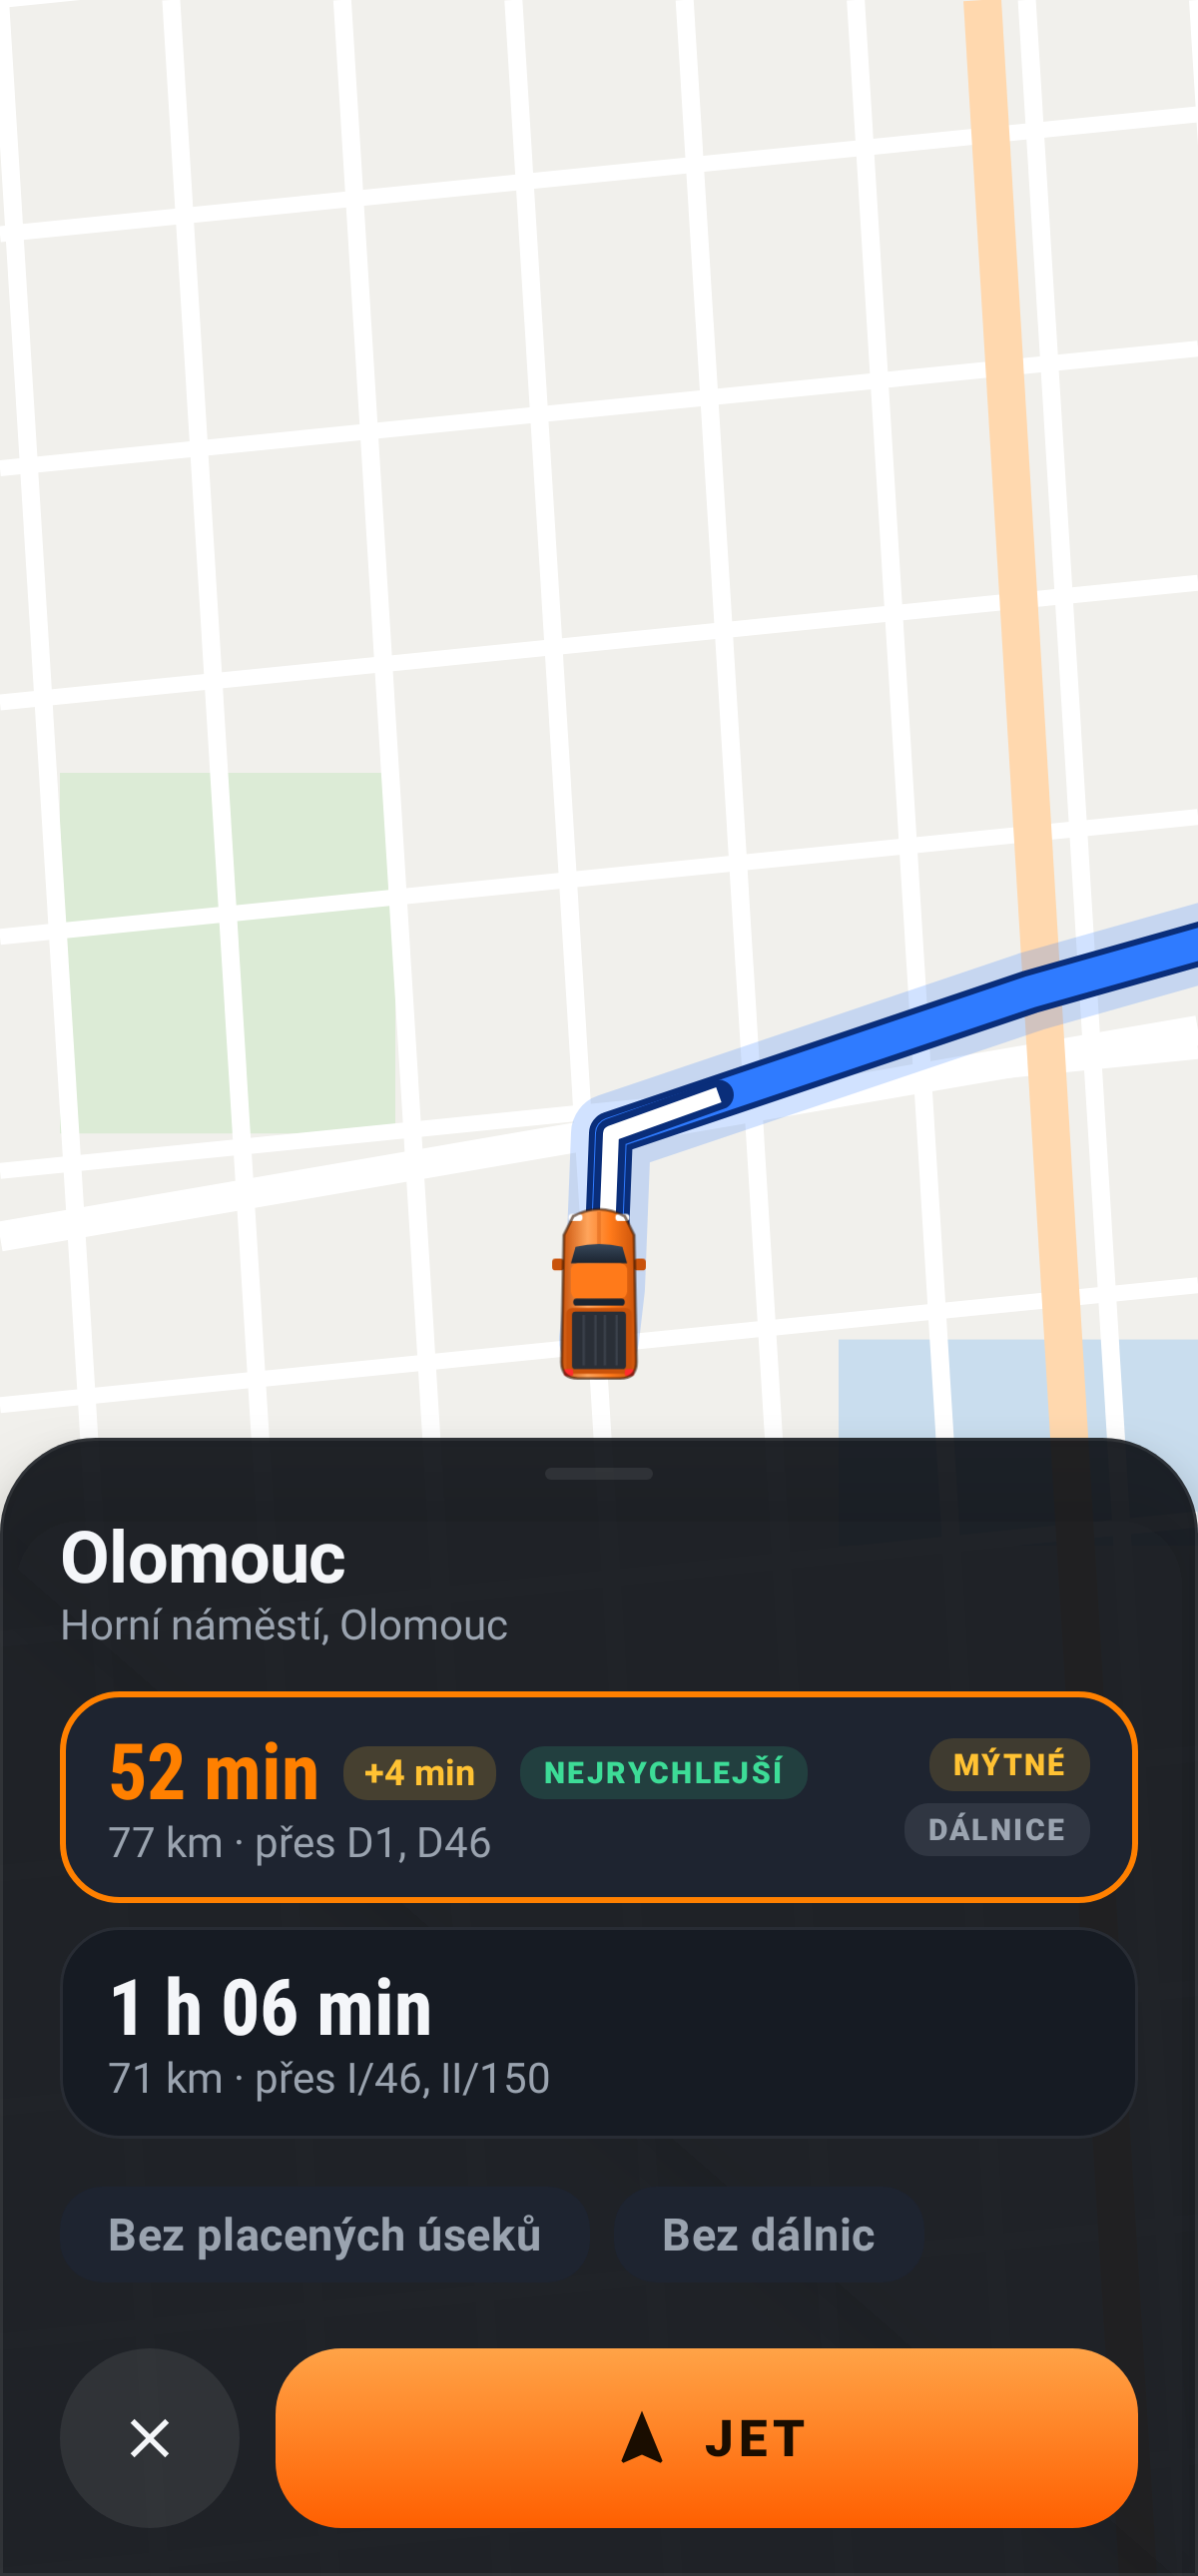 Olomouc
Horní náměstí, Olomouc
52 min +4 min NEJRYCHLEJŠÍ MÝTNÉ
DÁLNICE
77 km · přes D1, D46
1 h 06 min
71 km · přes I/46, II/150
Bez placených úseků Bez dálnic
JET